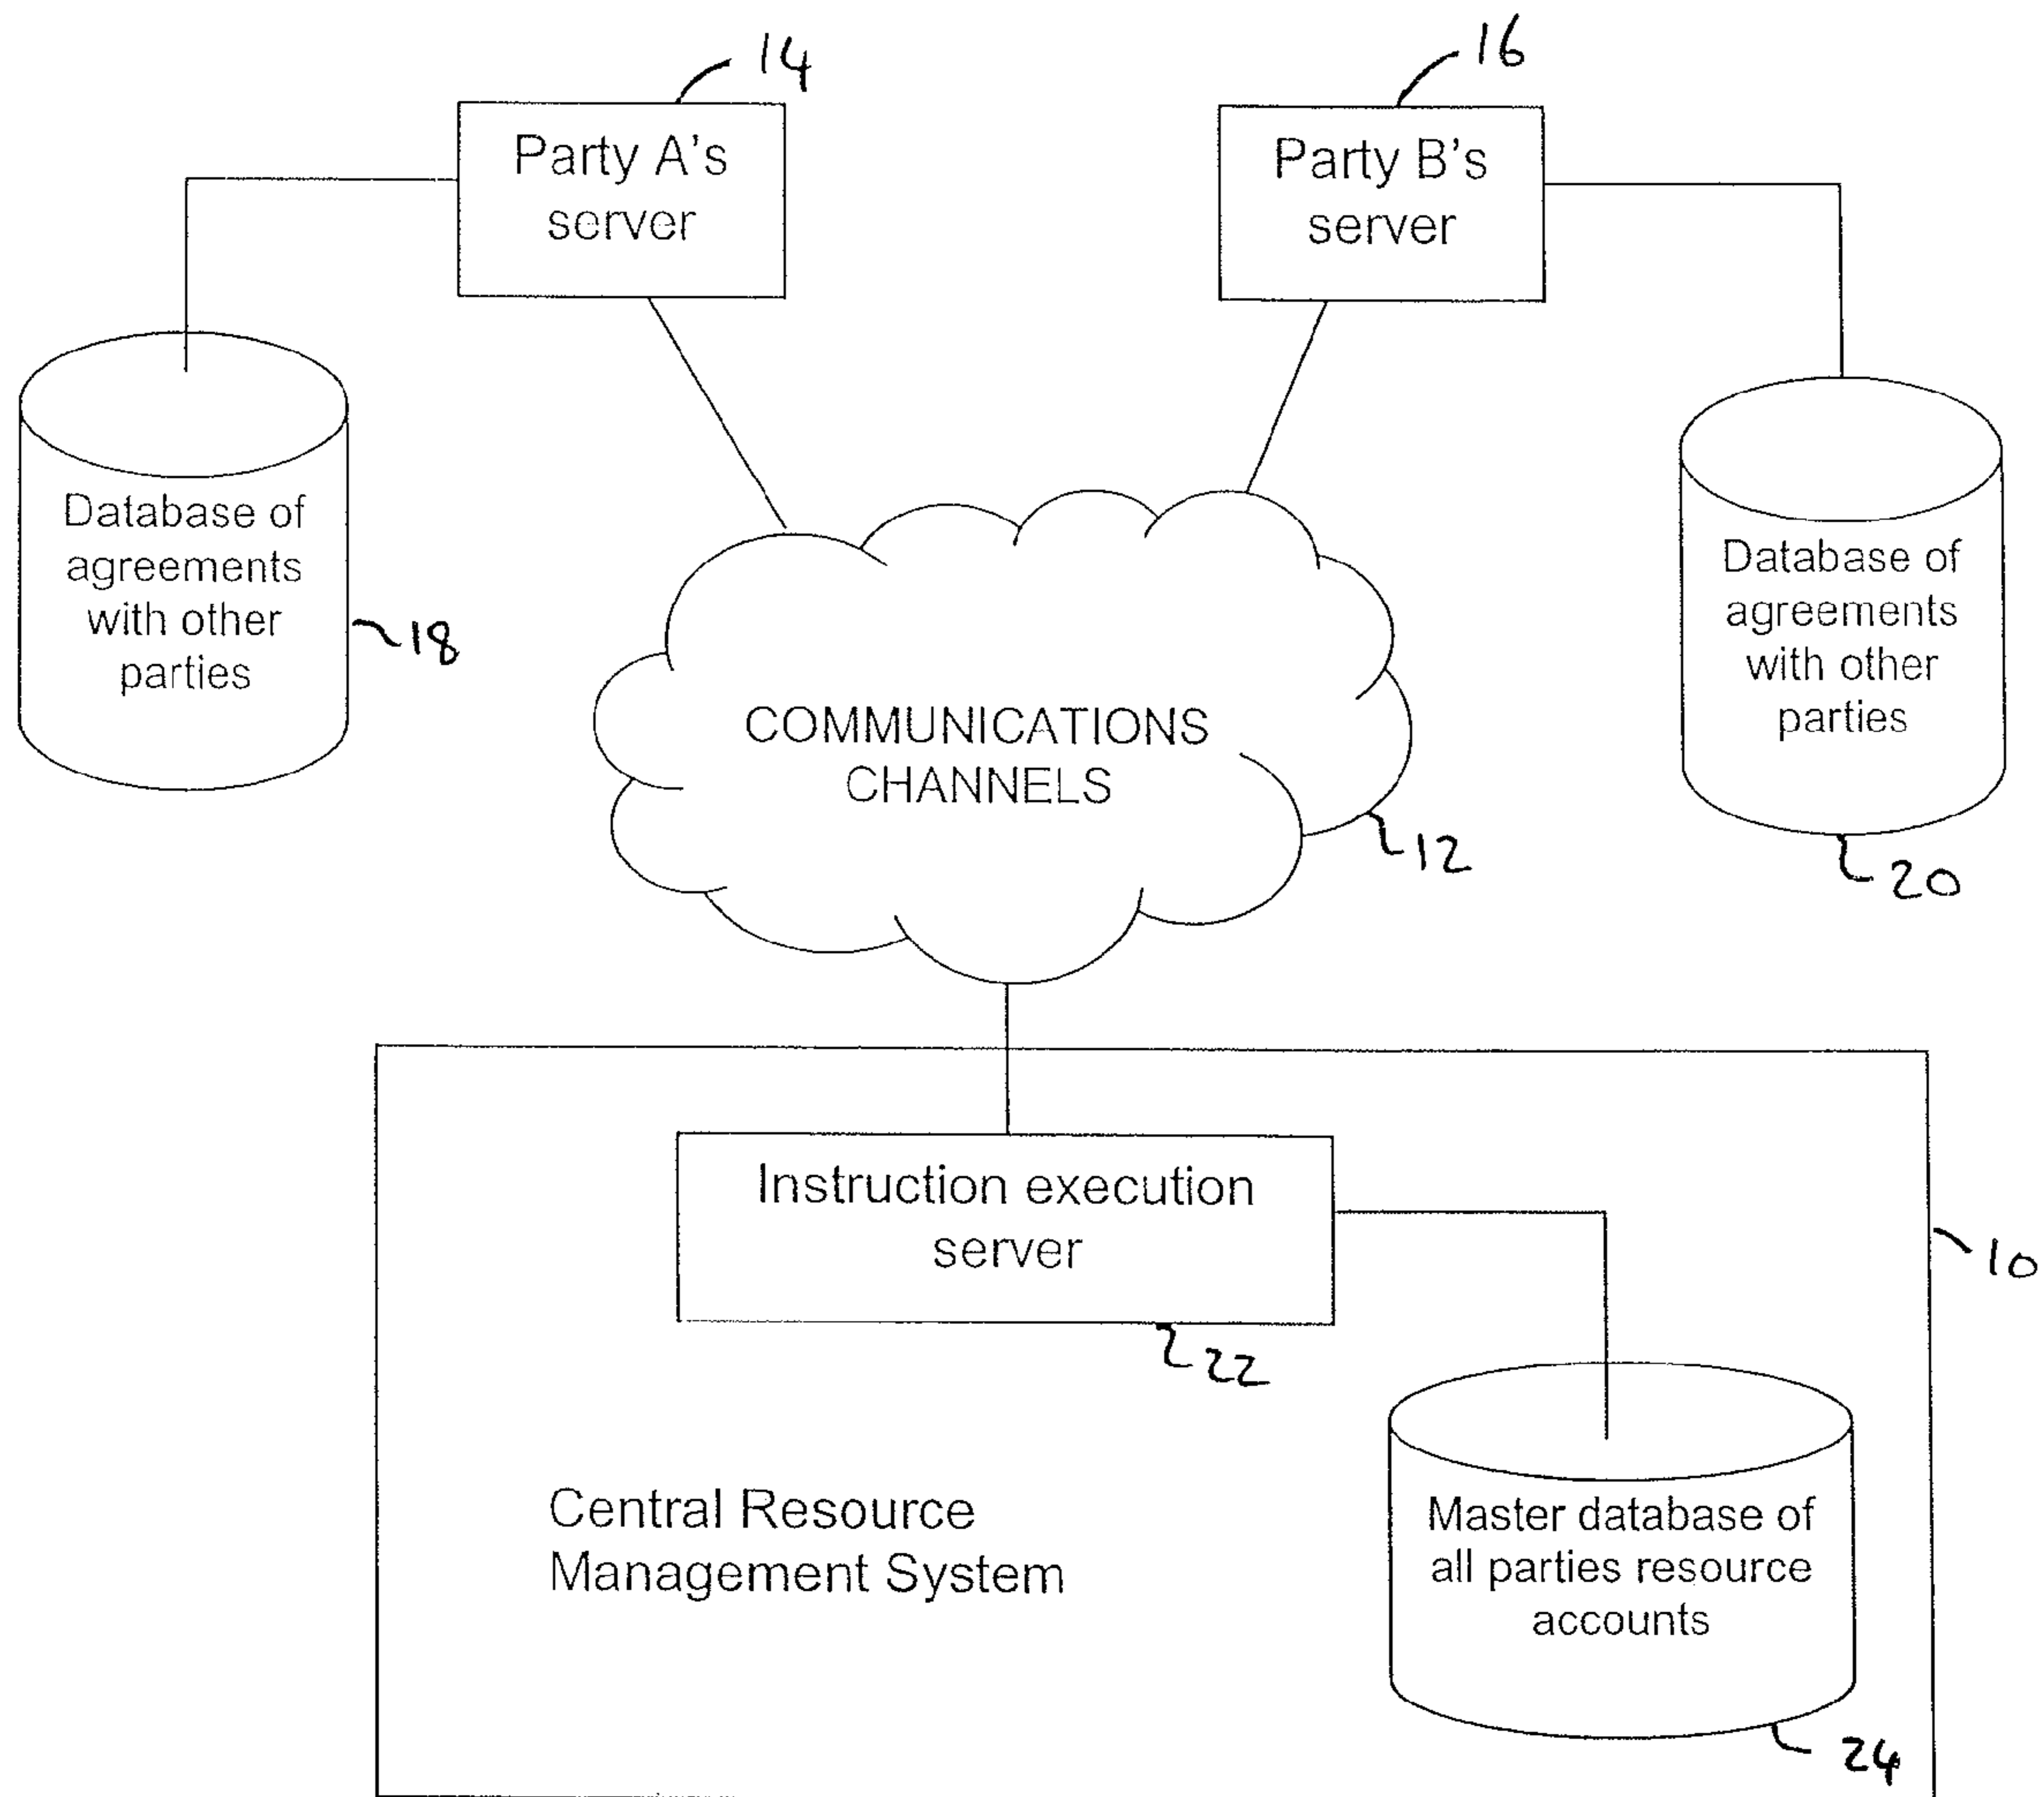 14
16
Party A's
server
Party B's
server
Database of
agreements
with other
parties
18
Database of
agreements
with other
parties
20
COMMUNICATIONS
CHANNELS
12
Instruction execution
server
22
10
Central Resource
Management System
Master database of
all parties resource
accounts
24